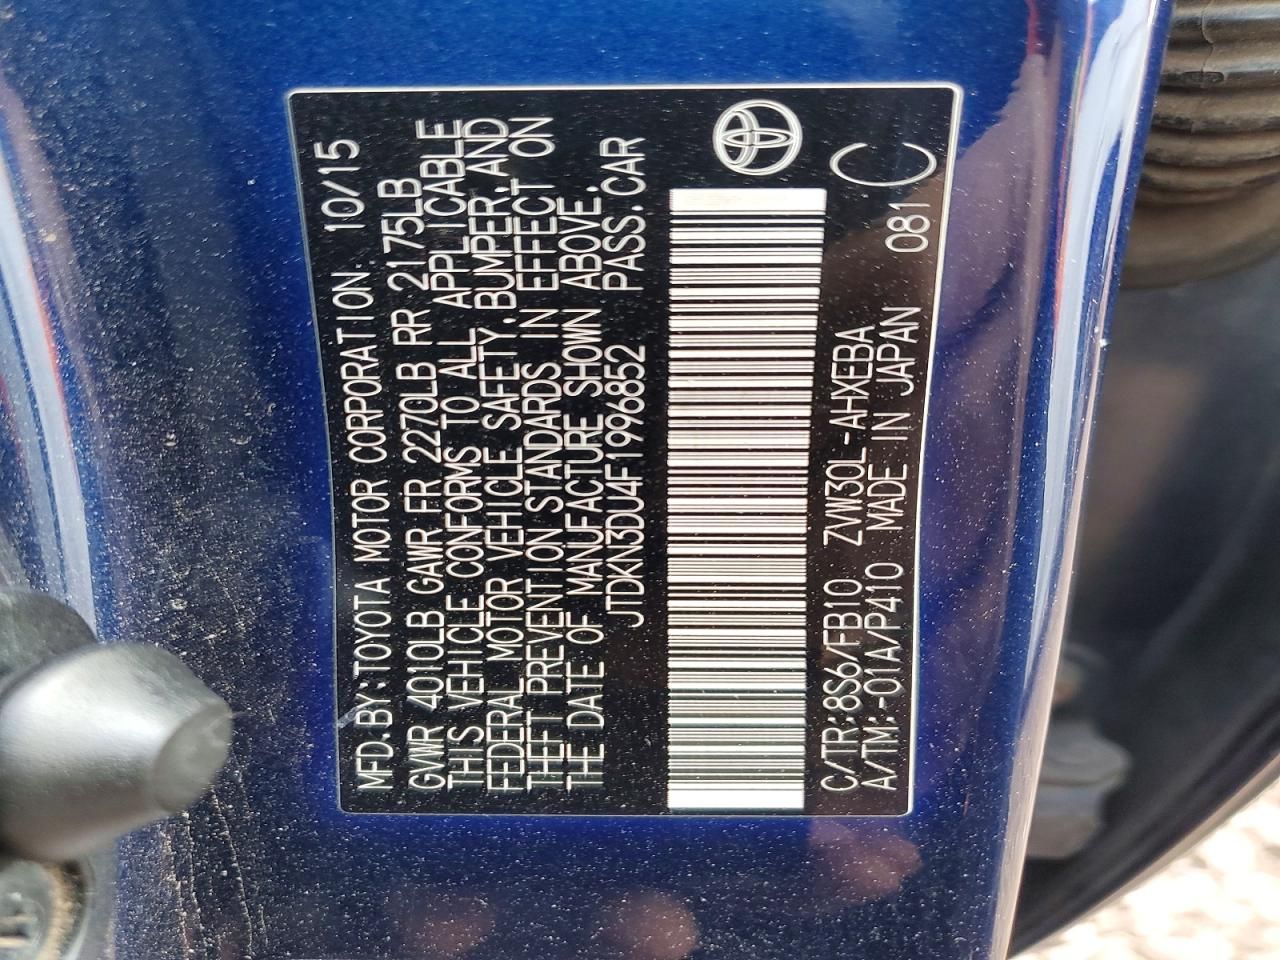 MFD.BY:TOYOTA MOTOR CORPORATION 10/15
GVWR 4010LB GAWR FR 2270LB RR 2175LB
THIS VEHICLE CONFORMS TO ALL APPLICABLE
FEDERAL MOTOR VEHICLE SAFETY,BUMPER,AND
THEFT PREVENTION STANDARDS IN EFFECT ON
THE DATE OF MANUFACTURE SHOWN ABOVE.
JTDKN3DU4F1996852 PASS.CAR
C/TR:8S6/FB10 ZVW30L-AHXEBA
A/TM:-01A/P410 MADE IN JAPAN 081 C